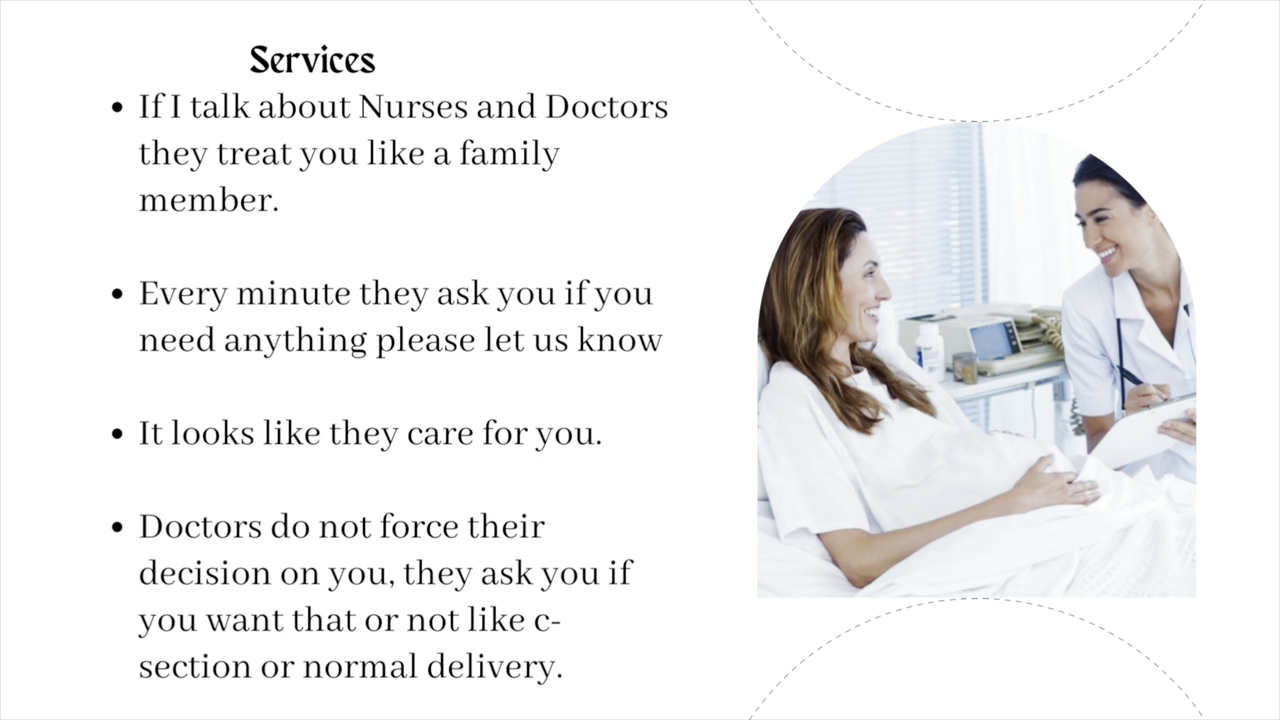 Services
• If I talk about Nurses and Doctors
they treat you like a family
member.
• Every minute they ask you if you
need anything please let us know
• It looks like they care for you.
• Doctors do not force their
decision on you, they ask you if
you want that or not like c-
section or normal delivery.